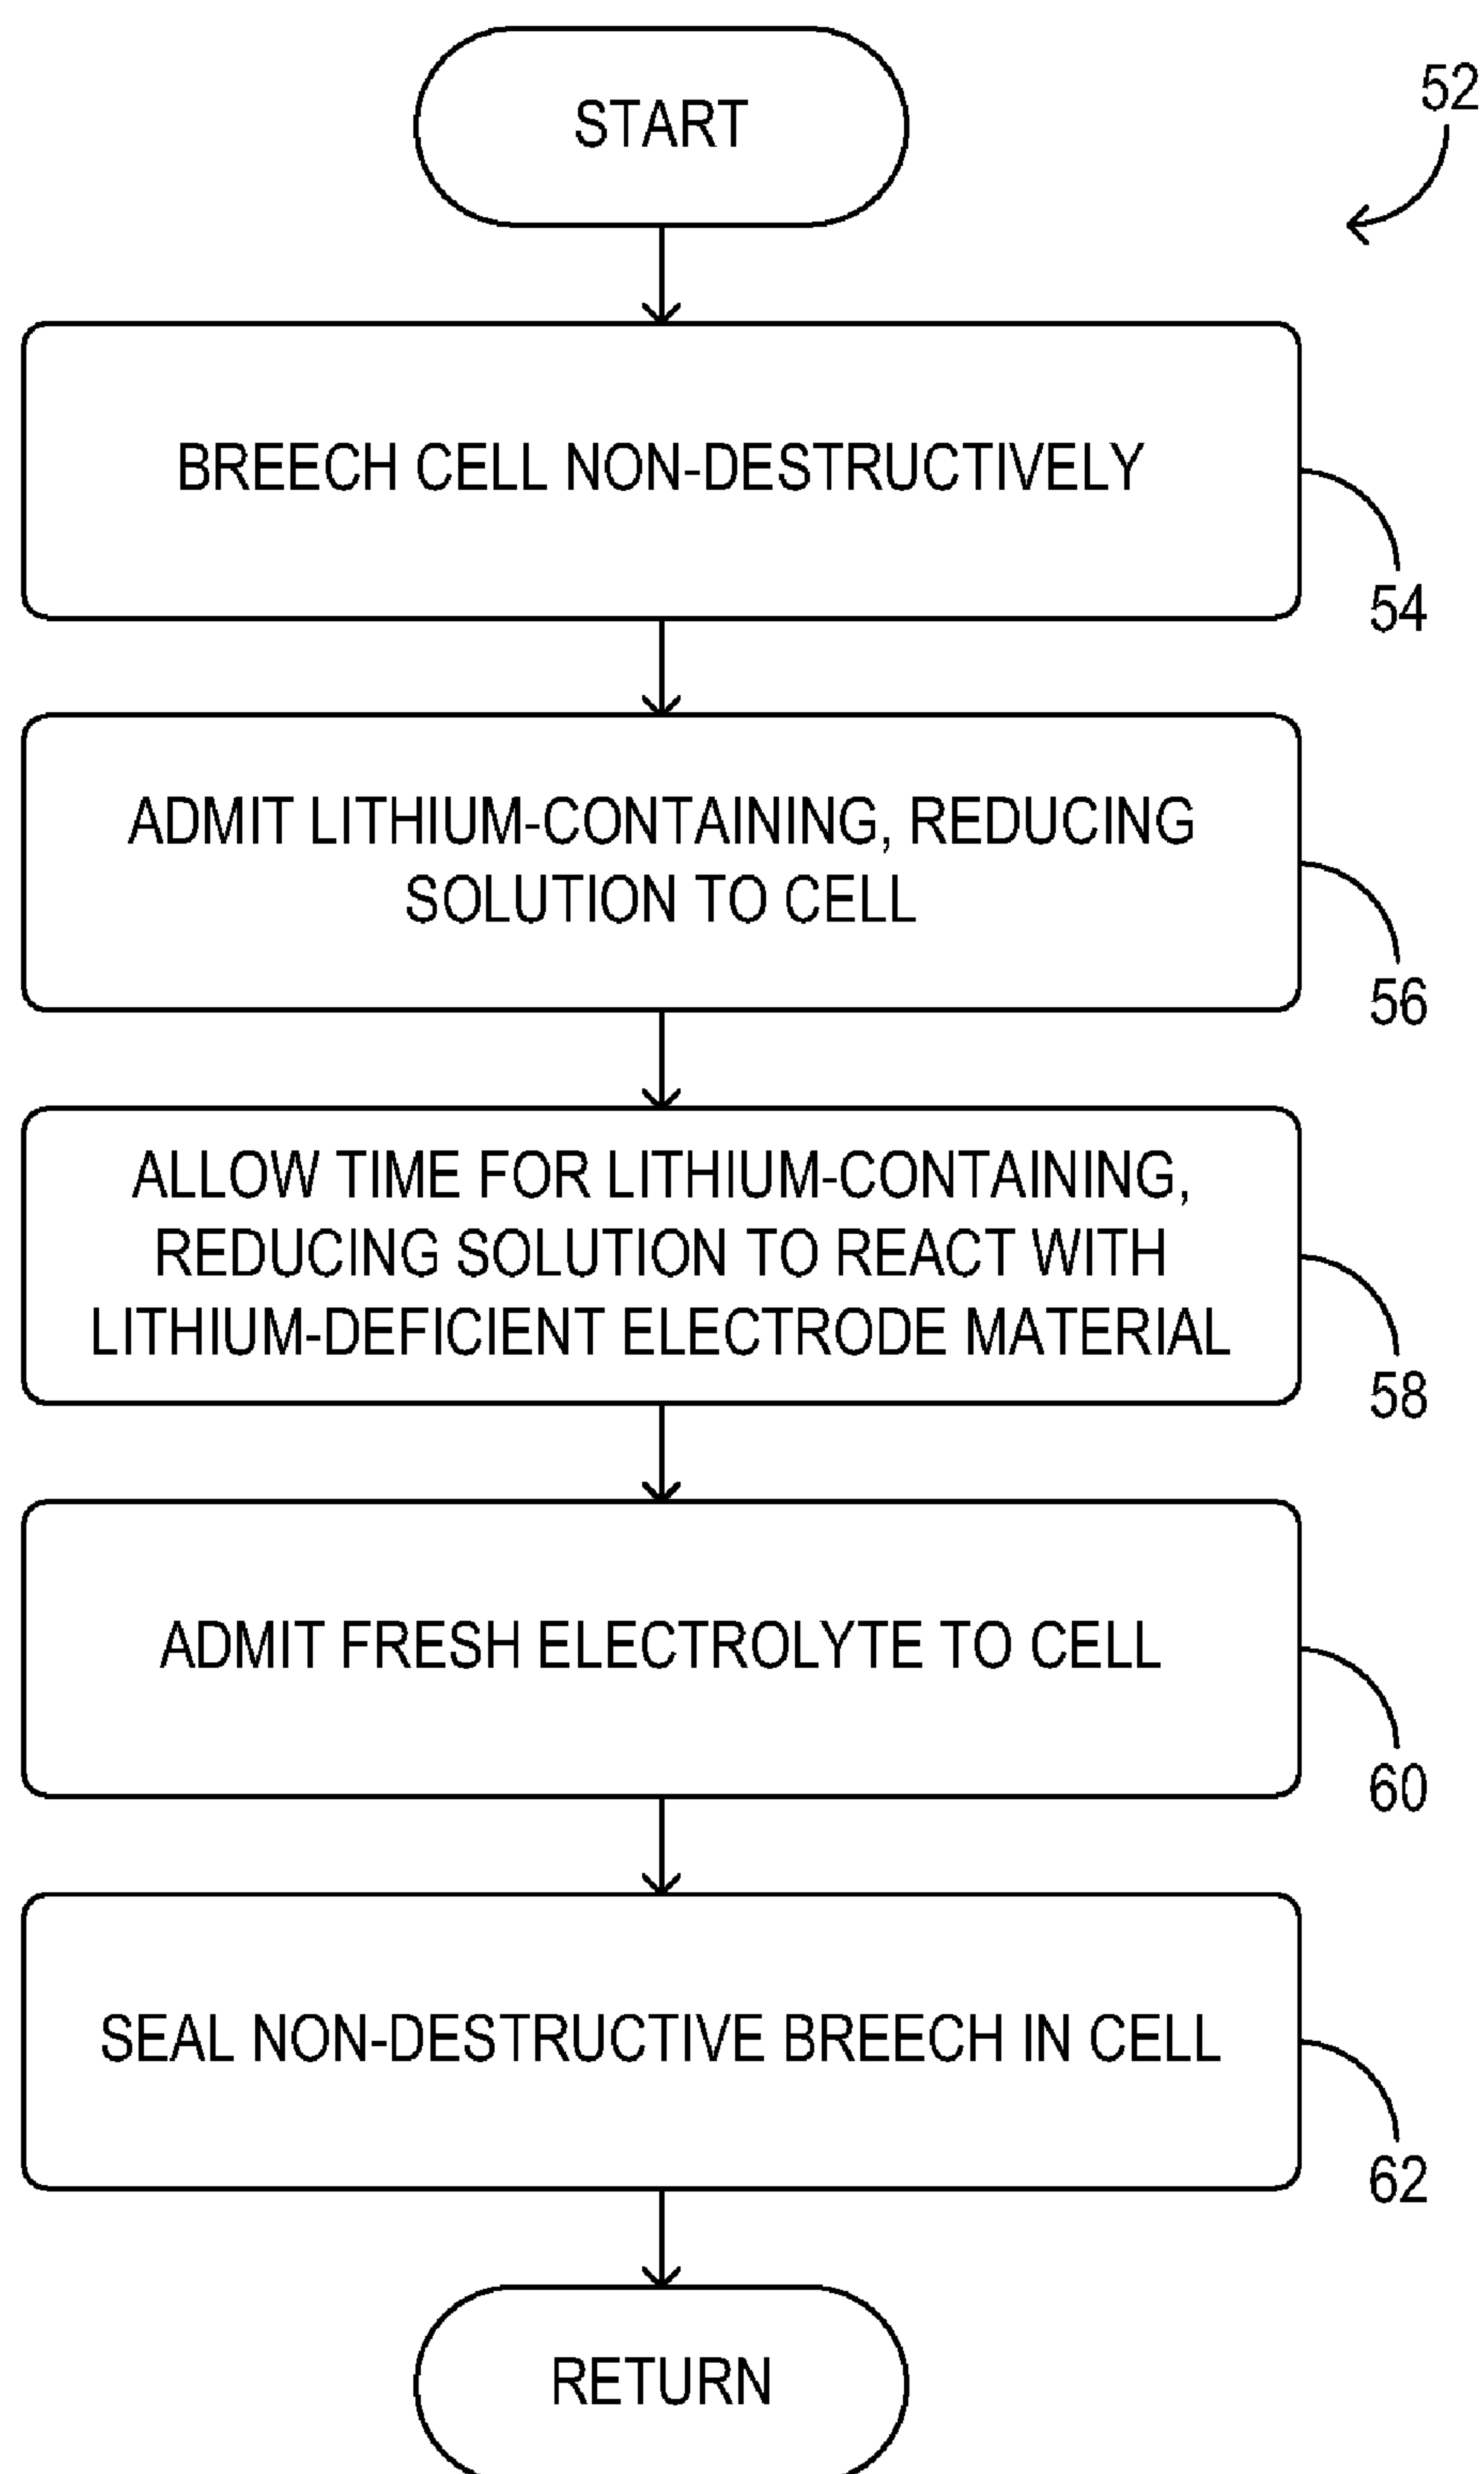 START
52
BREECH CELL NON-DESTRUCTIVELY
54
ADMIT LITHIUM-CONTAINING, REDUCING
SOLUTION TO CELL
56
ALLOW TIME FOR LITHIUM-CONTAINING,
REDUCING SOLUTION TO REACT WITH
LITHIUM-DEFICIENT ELECTRODE MATERIAL
58
ADMIT FRESH ELECTROLYTE TO CELL
60
SEAL NON-DESTRUCTIVE BREECH IN CELL
62
RETURN